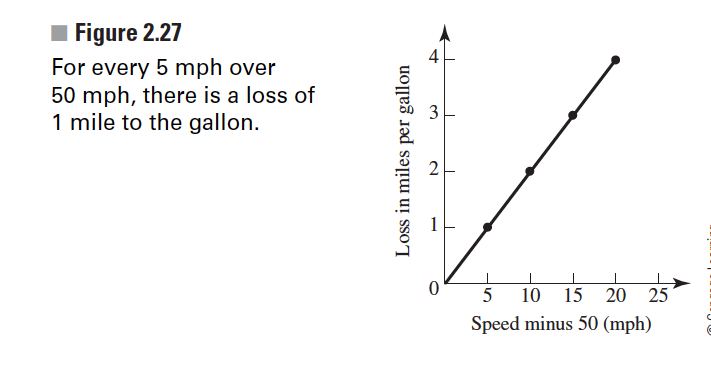 Figure 2.27
For every 5 mph over
50 mph, there is a loss of
1 mile to the gallon.
Loss in miles per gallon
4
3
2
1
0
5 10 15 20 25
Speed minus 50 (mph)